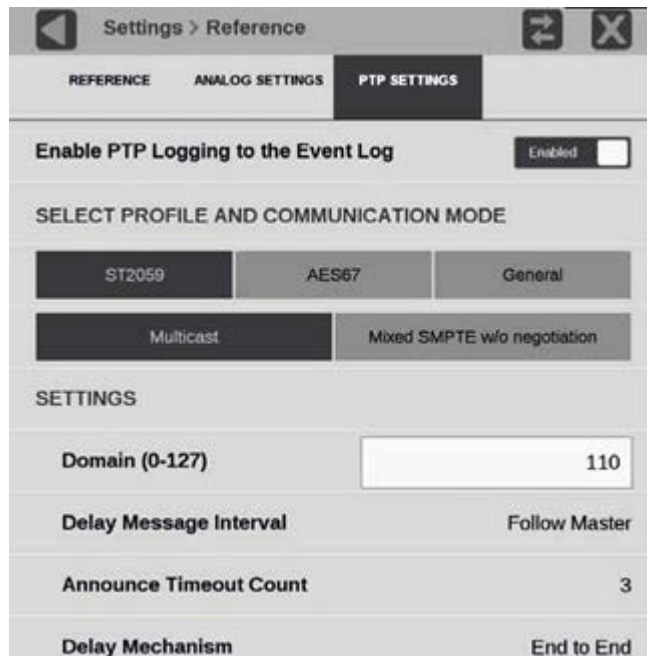 Settings > Reference
REFERENCE ANALOG SETTINGS PTP SETTINGS
Enable PTP Logging to the Event Log Enabled
SELECT PROFILE AND COMMUNICATION MODE
ST2059 AES67 General
Multicast Mixed SMPTE w/o negotiation
SETTINGS
Domain (0-127) 110
Delay Message Interval Follow Master
Announce Timeout Count 3
Delay Mechanism End to End